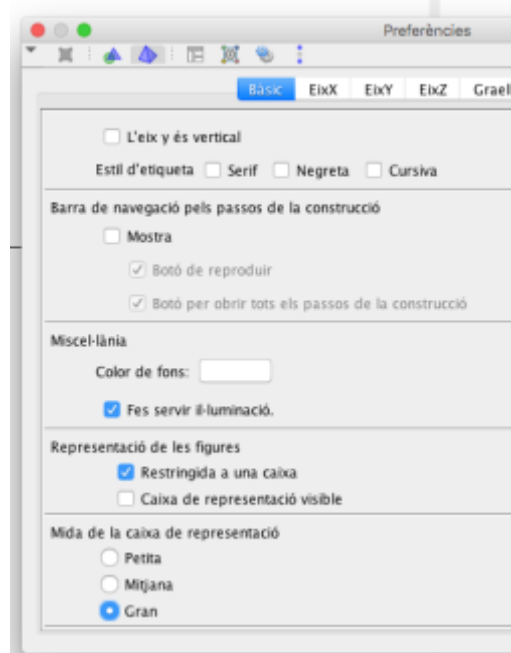 Preferències
Bàsic EixX EixY EixZ Graell
L'eix y és vertical
Estil d'etiqueta Serif Negreta Cursiva
Barra de navegació pels passos de la construcció
Mostra
Botó de reproduir
Botó per obrir tots els passos de la construcció
Miscel·lània
Color de fons:
Fes servir il·luminació.
Representació de les figures
Restringida a una caixa
Caixa de representació visible
Mida de la caixa de representació
Petita
Mitjana
Gran